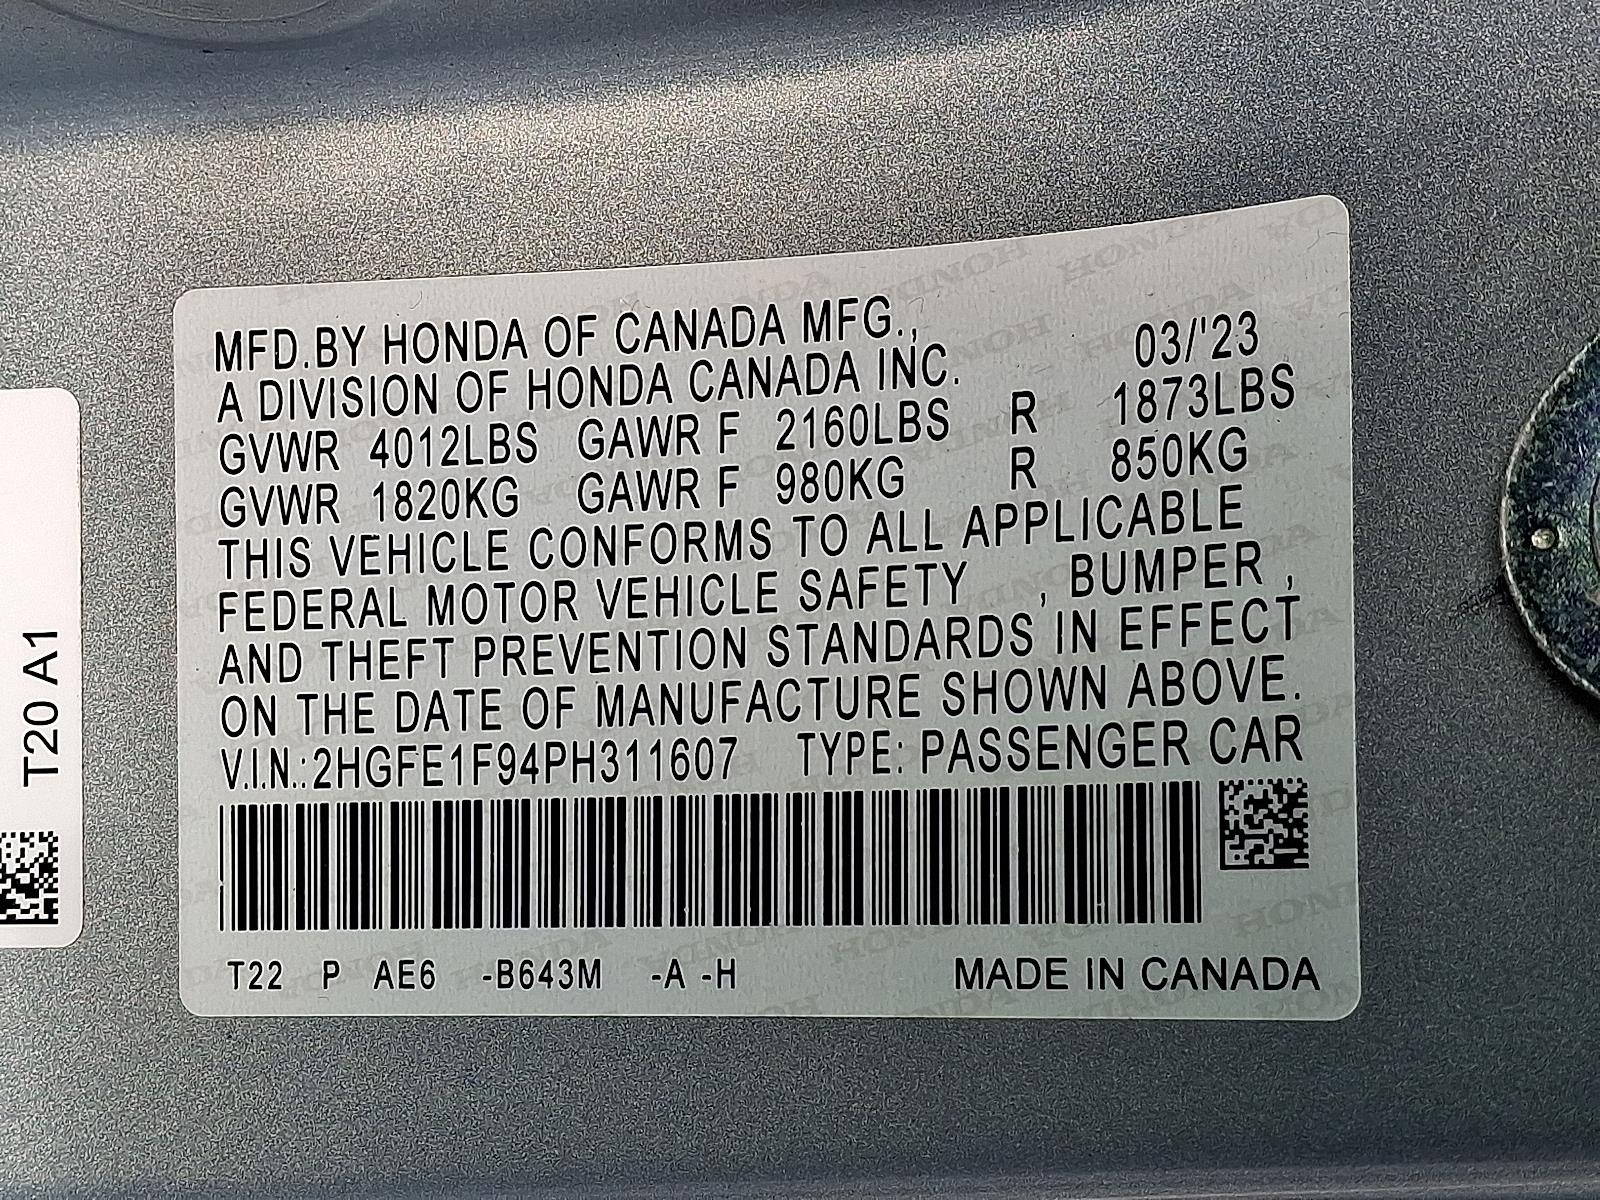 MFD.BY HONDA OF CANADA MFG.,
A DIVISION OF HONDA CANADA INC. 03/'23
GVWR 4012LBS GAWR F 2160LBS R 1873LBS
GVWR 1820KG GAWR F 980KG R 850KG
THIS VEHICLE CONFORMS TO ALL APPLICABLE
FEDERAL MOTOR VEHICLE SAFETY , BUMPER ,
AND THEFT PREVENTION STANDARDS IN EFFECT
ON THE DATE OF MANUFACTURE SHOWN ABOVE.
V.I.N.:2HGFE1F94PH311607 TYPE: PASSENGER CAR
T22 P AE6 -B643M -A -H MADE IN CANADA
T20 A1